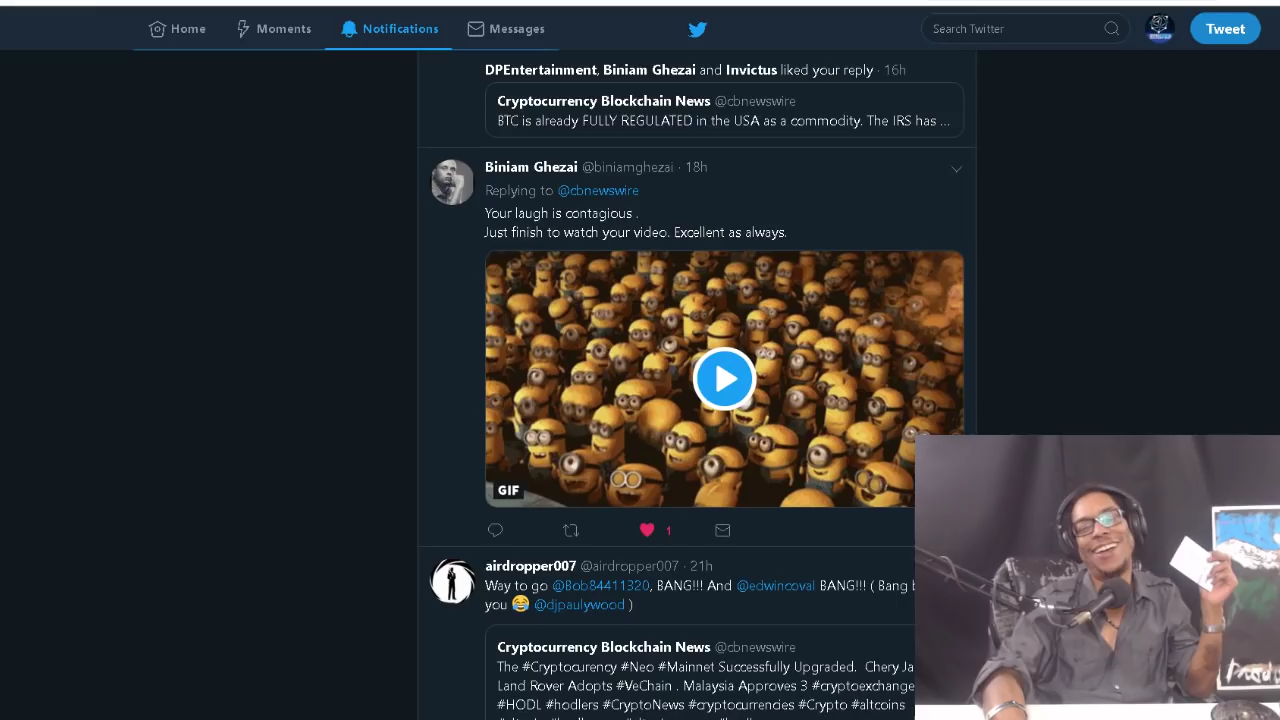 Home Moments Notifications Messages Search Twitter Tweet
DPEntertainment, Biniam Ghezai and Invictus liked your reply · 16h
Cryptocurrency Blockchain News @cbnewswire
BTC is already FULLY REGULATED in the USA as a commodity. The IRS has ...
Biniam Ghezai @biniamghezai · 18h
Replying to @cbnewswire
Your laugh is contagious .
Just finish to watch your video. Excellent as always.
GIF
1
airdropper007 @airdropper007 · 21h
Way to go @Bob84411320, BANG!!! And @edwincoval BANG!!! ( Bang b
you 😂 @djpaulywood )
Cryptocurrency Blockchain News @cbnewswire
The #Cryptocurency #Neo #Mainnet Successfully Upgraded. Chery Ja
Land Rover Adopts #VeChain . Malaysia Approves 3 #cryptoexchange
#HODL #hodlers #CryptoNews #cryptocurrencies #Crypto #altcoins